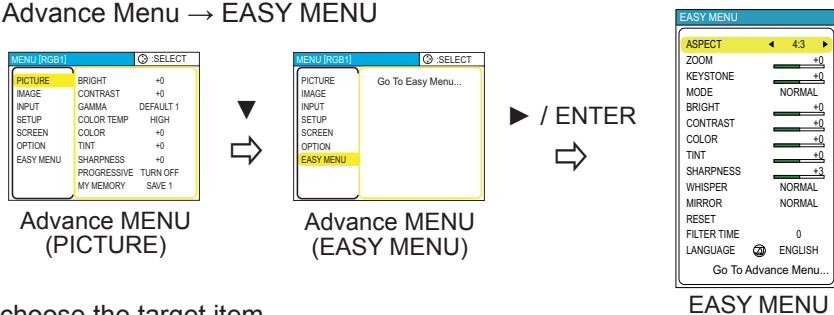 Advance Menu → EASY MENU
MENU [RGB1] :SELECT
PICTURE BRIGHT +0
IMAGE CONTRAST +0
INPUT GAMMA DEFAULT 1
SETUP COLOR TEMP HIGH
SCREEN COLOR +0
OPTION TINT +0
EASY MENU SHARPNESS +0
PROGRESSIVE TURN OFF
MY MEMORY SAVE 1
Advance MENU
(PICTURE)
▼
⇨
MENU [RGB1] :SELECT
PICTURE Go To Easy Menu...
IMAGE
INPUT
SETUP
SCREEN
OPTION
EASY MENU
Advance MENU
(EASY MENU)
► / ENTER
⇨
EASY MENU
ASPECT ◄ 4:3 ►
ZOOM +0
KEYSTONE +0
MODE NORMAL
BRIGHT +0
CONTRAST +0
COLOR +0
TINT +0
SHARPNESS +3
WHISPER NORMAL
MIRROR NORMAL
RESET
FILTER TIME 0
LANGUAGE ENGLISH
Go To Advance Menu...
EASY MENU
choose the target item